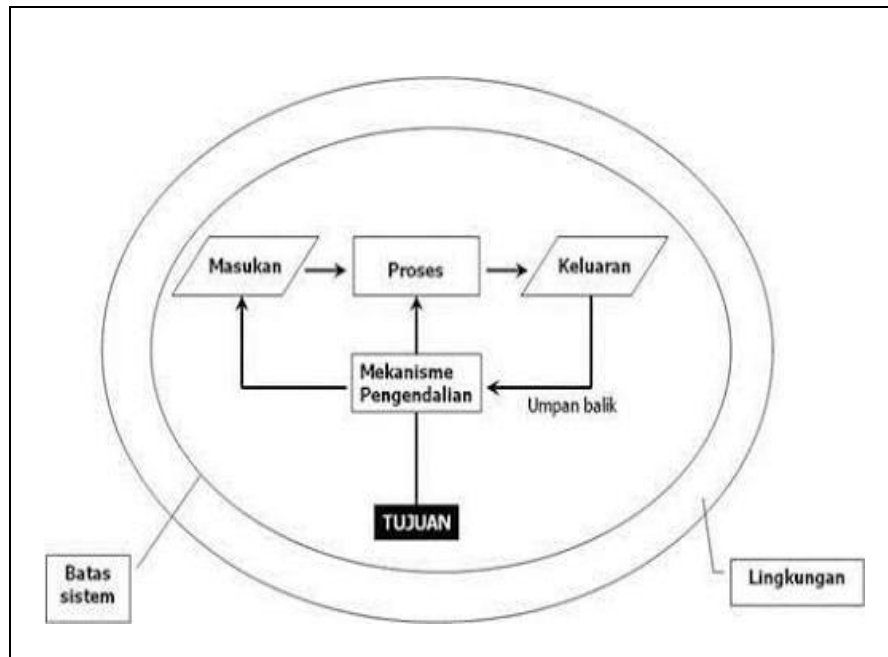 Masukan
Proses
Keluaran
Mekanisme
Pengendalian
Umpan balik
TUJUAN
Batas
sistem
Lingkungan